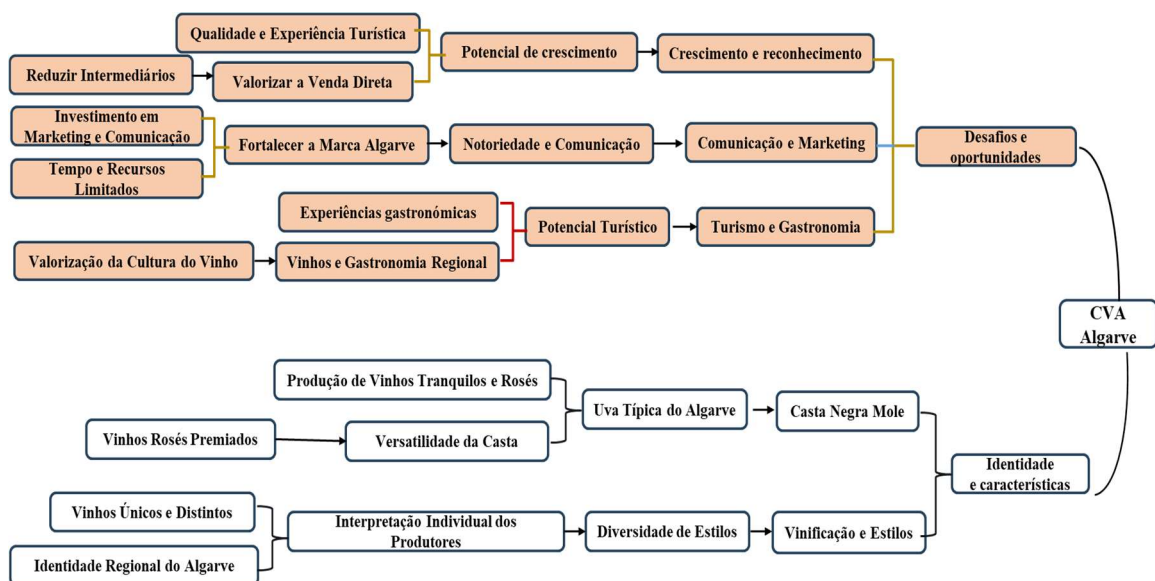 Qualidade e Experiência Turística
Potencial de crescimento
Crescimento e reconhecimento
Reduzir Intermediários
Valorizar a Venda Direta
Investimento em
Marketing e Comunicação
Fortalecer a Marca Algarve
Notoriedade e Comunicação
Comunicação e Marketing
Desafios e
oportunidades
Tempo e Recursos
Limitados
Experiências gastronómicas
Potencial Turístico
Turismo e Gastronomia
Valorização da Cultura do Vinho
Vinhos e Gastronomia Regional
CVA
Algarve
Produção de Vinhos Tranquilos e Rosés
Uva Típica do Algarve
Casta Negra Mole
Vinhos Rosés Premiados
Versatilidade da Casta
Identidade
e características
Vinhos Únicos e Distintos
Interpretação Individual dos
Produtores
Diversidade de Estilos
Vinificação e Estilos
Identidade Regional do Algarve